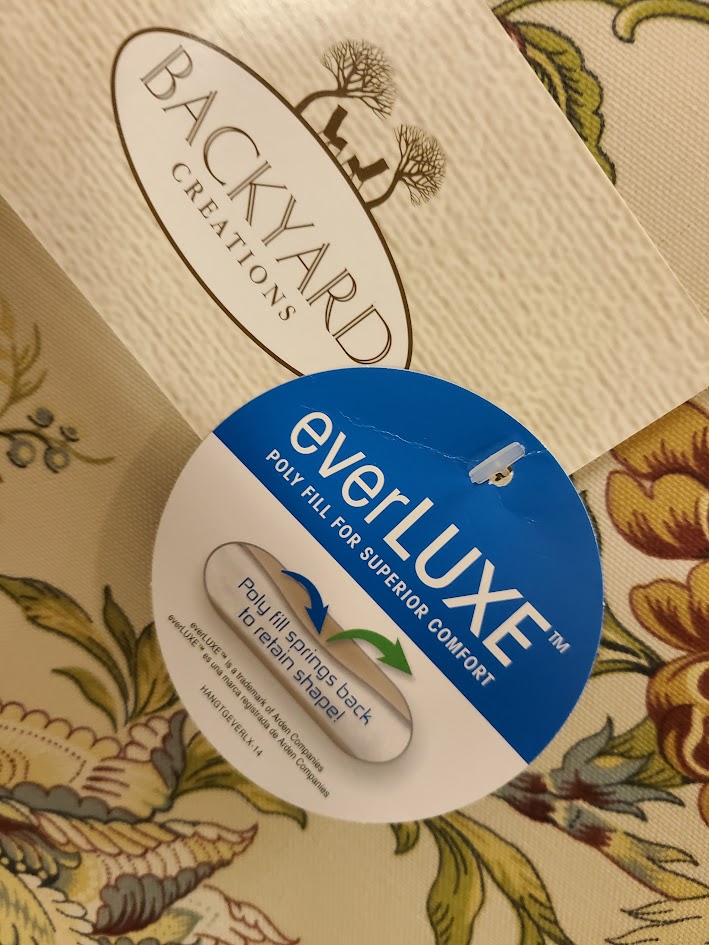 BACKYARD
CREATIONS
everLUXE™
POLY FILL FOR SUPERIOR COMFORT
Poly fill springs back
to retain shape!
everLUXE™ is a trademark of Arden Companies
everLUXE™ es una marca registrada de Arden Companies
HANGTGEVERLX-14